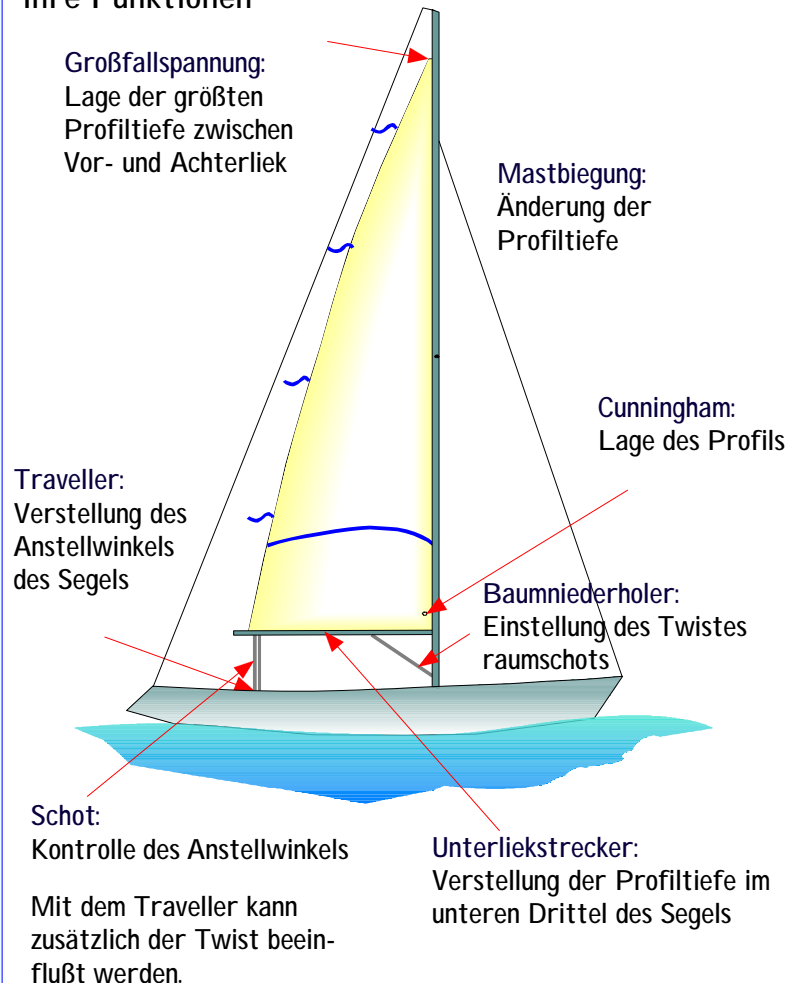 Ihre Funktionen
Großfallspannung:
Lage der größten
Profiltiefe zwischen
Vor- und Achterliek
Mastbiegung:
Änderung der
Profiltiefe
Cunningham:
Lage des Profils
Traveller:
Verstellung des
Anstellwinkels
des Segels
Baumniederholer:
Einstellung des Twistes
raumschots
Schot:
Kontrolle des Anstellwinkels
Mit dem Traveller kann
zusätzlich der Twist beein-
flußt werden.
Unterliekstrecker:
Verstellung der Profiltiefe im
unteren Drittel des Segels